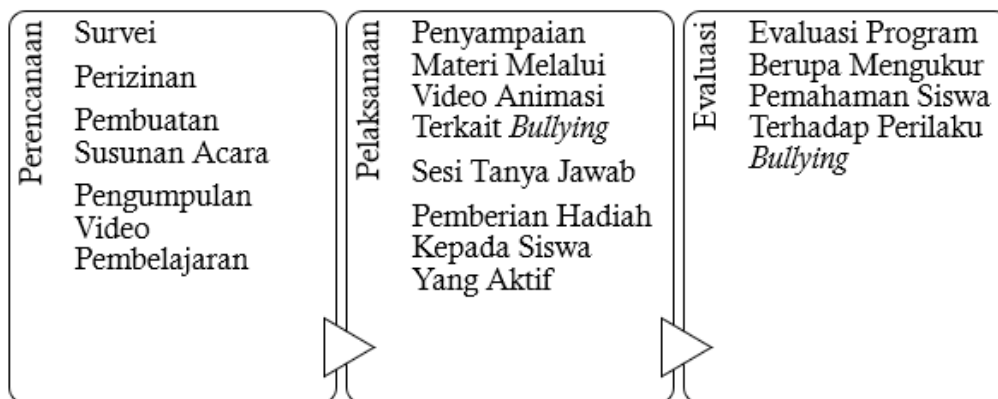 Perencanaan
Survei
Perizinan
Pembuatan
Susunan Acara
Pengumpulan
Video
Pembelajaran
Pelaksanaan
Penyampaian
Materi Melalui
Video Animasi
Terkait Bullying
Sesi Tanya Jawab
Pemberian Hadiah
Kepada Siswa
Yang Aktif
Evaluasi
Evaluasi Program
Berupa Mengukur
Pemahaman Siswa
Terhadap Perilaku
Bullying